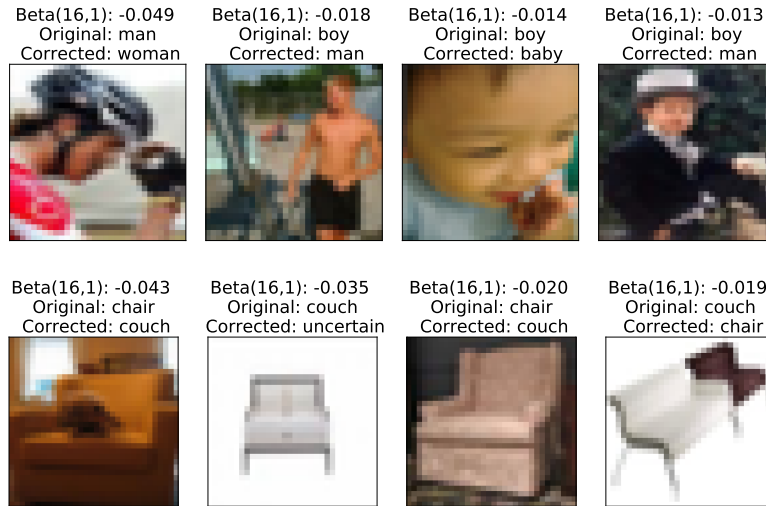 Beta(16,1): -0.049
Original: man
Corrected: woman
Beta(16,1): -0.018
Original: boy
Corrected: man
Beta(16,1): -0.014
Original: boy
Corrected: baby
Beta(16,1): -0.013
Original: boy
Corrected: man
Beta(16,1): -0.043
Original: chair
Corrected: couch
Beta(16,1): -0.035
Original: couch
Corrected: uncertain
Beta(16,1): -0.020
Original: chair
Corrected: couch
Beta(16,1): -0.019
Original: couch
Corrected: chair